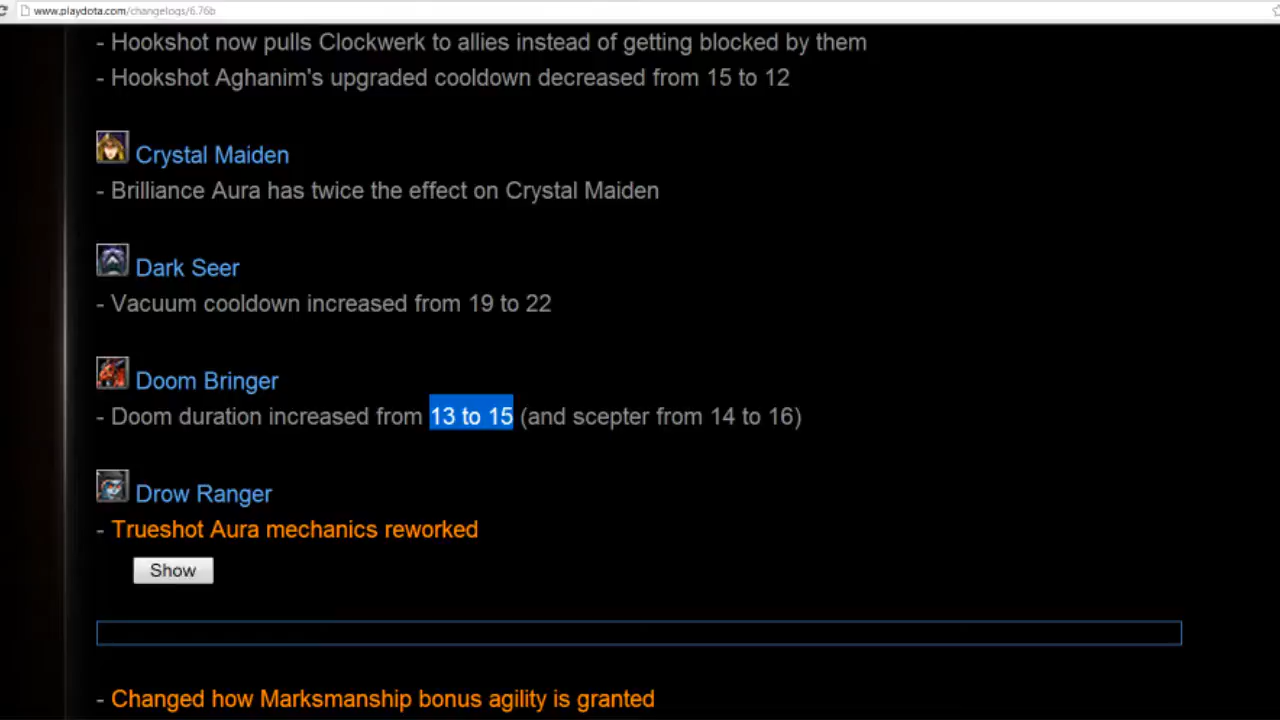 www.playdota.com/changelogs/6.76b
- Hookshot now pulls Clockwerk to allies instead of getting blocked by them
- Hookshot Aghanim's upgraded cooldown decreased from 15 to 12
Crystal Maiden
- Brilliance Aura has twice the effect on Crystal Maiden
Dark Seer
- Vacuum cooldown increased from 19 to 22
Doom Bringer
- Doom duration increased from 13 to 15 (and scepter from 14 to 16)
Drow Ranger
- Trueshot Aura mechanics reworked
Show
- Changed how Marksmanship bonus agility is granted